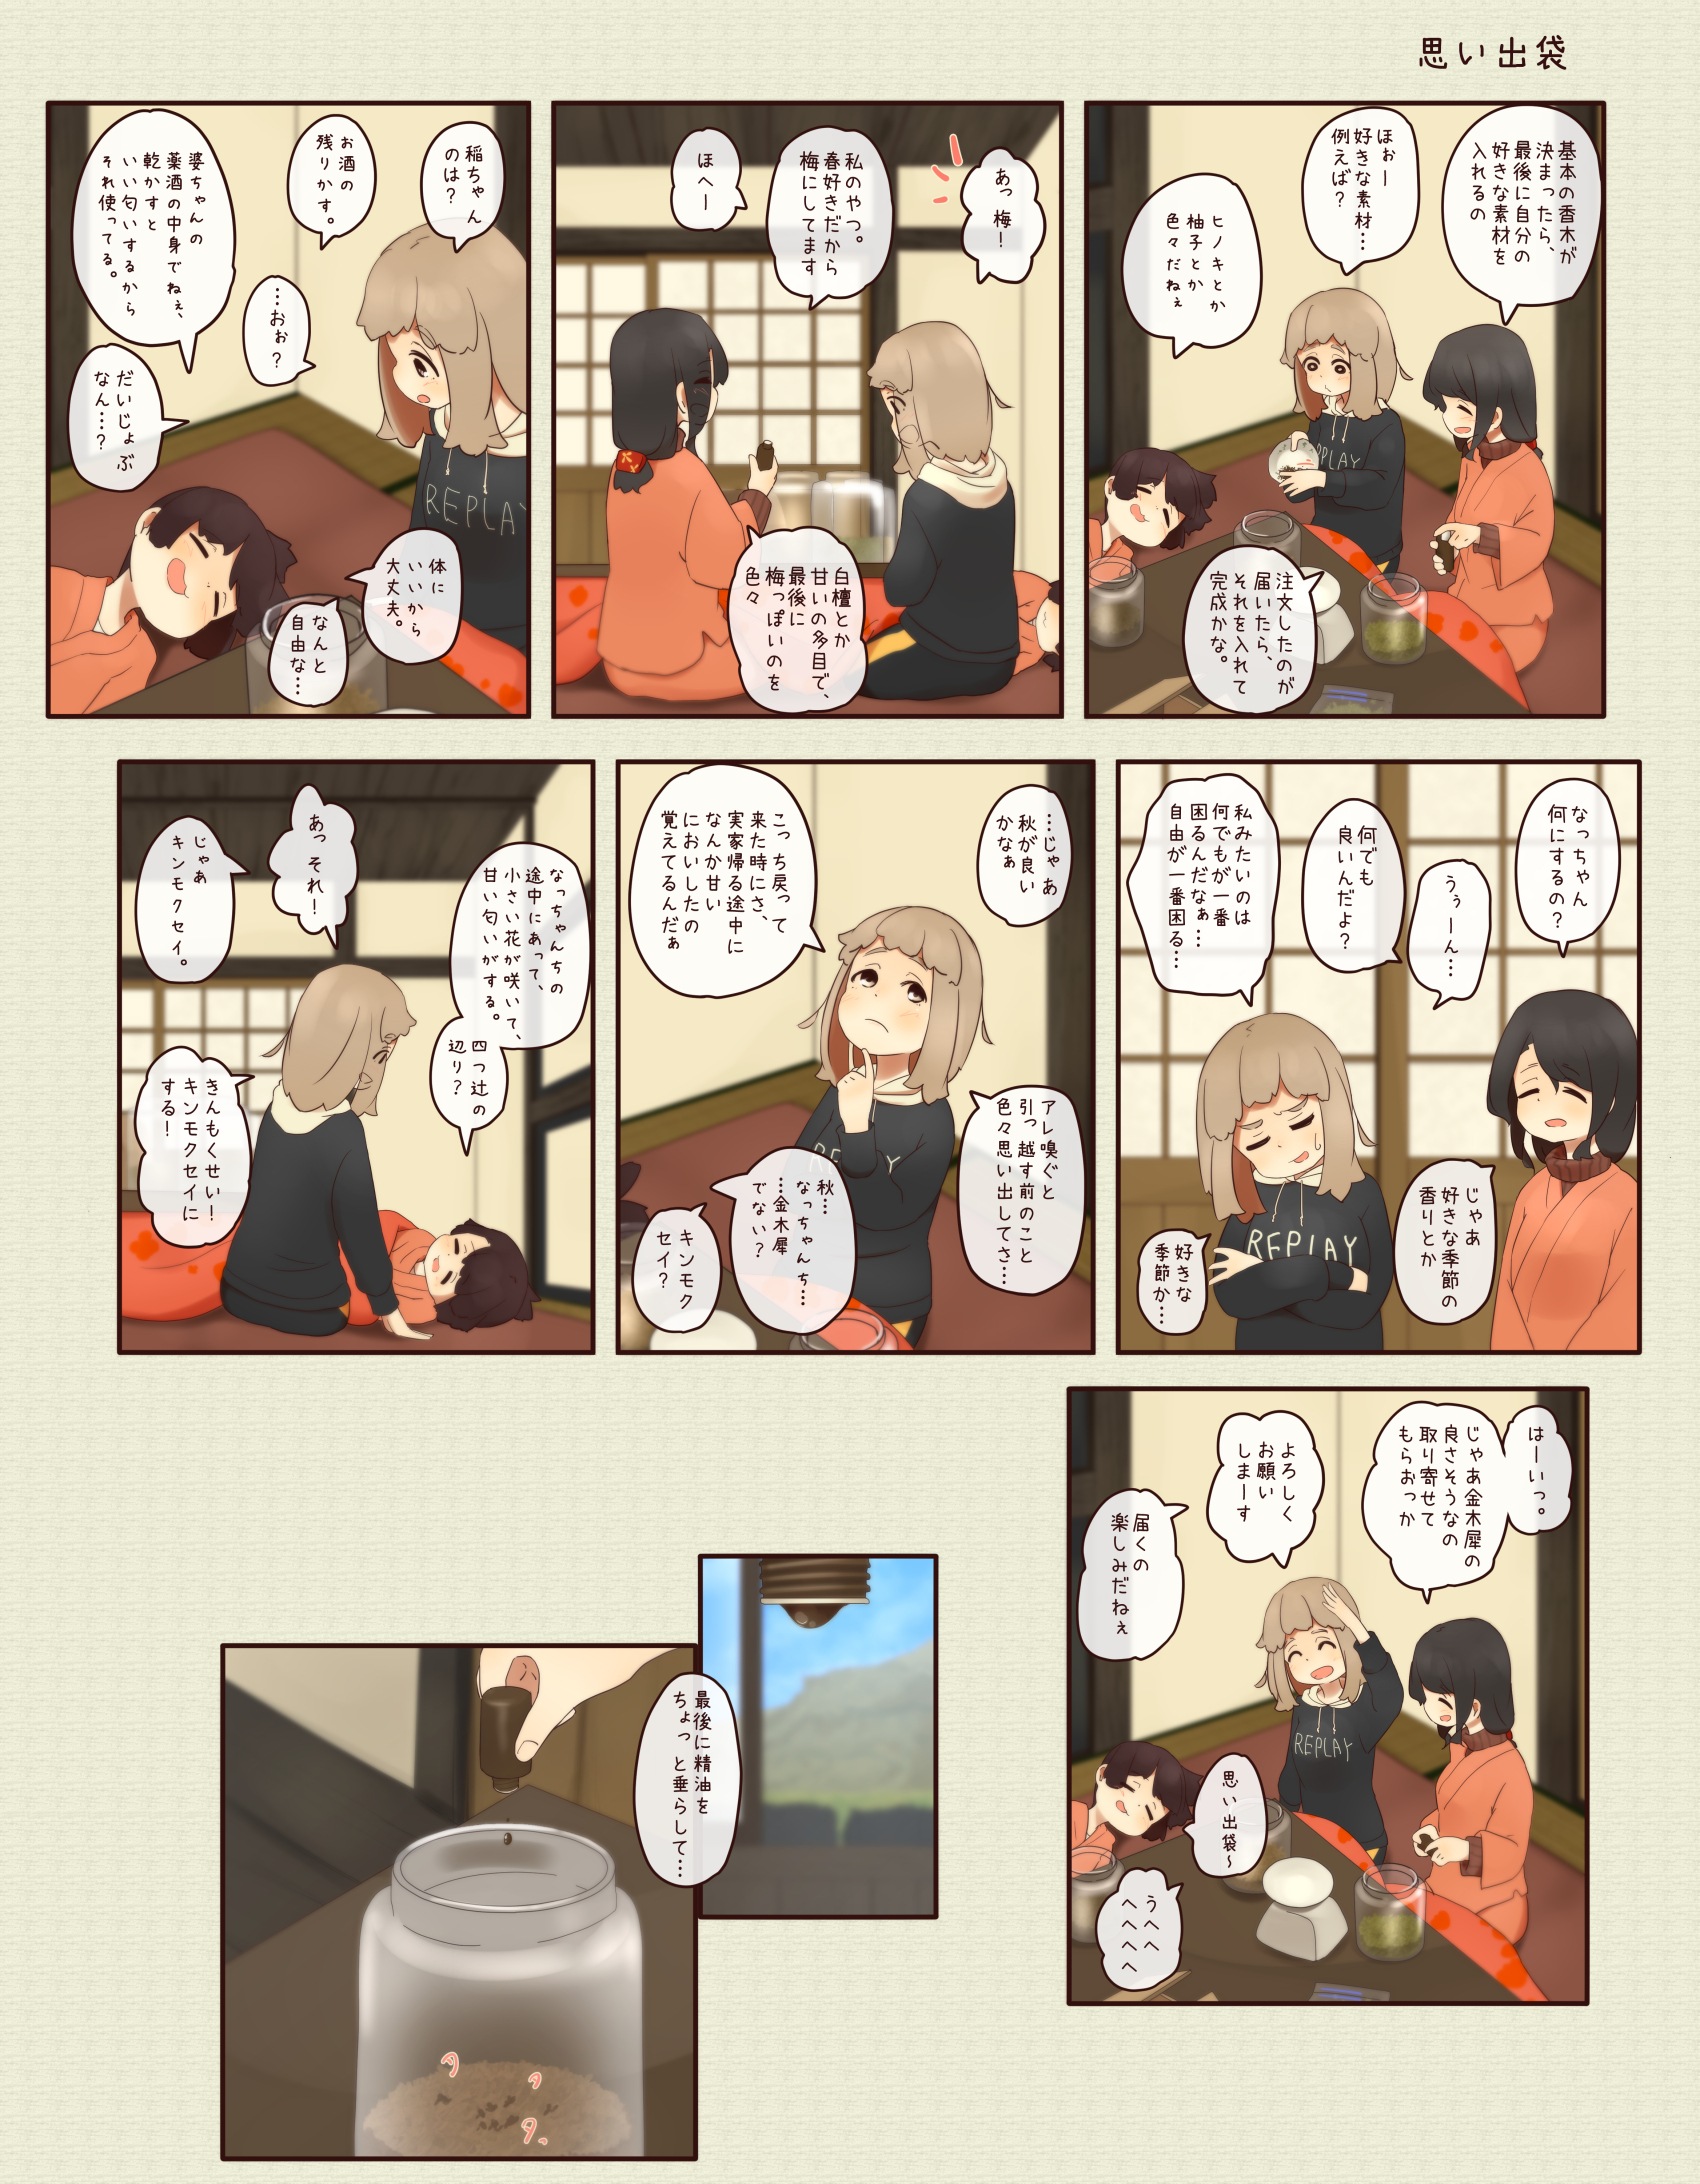 思い出袋
基本の香木が
決まったら、
最後に自分の
好きな素材を
入れるの
ほぉー
好きな素材…
例えば?
ヒノキとか
柚子とか
色々だねぇ
注文したのが
届いたら、
それを入れて
完成かな。
REPLAY
あっ 梅!
私のやつ。
春好きだから
梅にしてます
ほへー
白檀とか
甘いの多目で、
最後に
梅っぽいのを
色々
稲ちゃん
のは?
お酒の
残りかす。
…おぉ?
婆ちゃんの
薬酒の中身でねぇ、
乾かすと
いい匂いするから
それ使ってる。
だいじょぶ
なん…?
体に
いいから
大丈夫。
なんと
自由な…
REPLAY
なっちゃん
何にするの?
うぅーん…
何でも
良いんだよ?
私みたいのは
何でもが一番
困るんだなぁ…
自由が一番困る…
じゃあ
好きな季節の
香りとか
好きな
季節か…
REPLAY
…じゃあ
秋が良い
かなぁ
こっち戻って
来た時にさ、
実家帰る途中に
なんか甘い
においしたの
覚えてるんだぁ
アレ嗅ぐと
引っ越す前のこと
色々思い出してさ…
秋…
なっちゃんち…
…金木犀
でない?
キンモク
セイ?
なっちゃんちの
途中にあって、
小さい花が咲いて、
甘い匂いがする。
四つ辻の
辺り?
あっ それ!
じゃあ
キンモクセイ。
きんもくせい!
キンモクセイに
する!
はーいっ。
じゃあ金木犀の
良さそうなの
取り寄せて
もらおっか
よろしく
お願い
しまーす
届くの
楽しみだねぇ
思い出袋~
うへへ
へへへへ
REPLAY
最後に精油を
ちょっと垂らして…